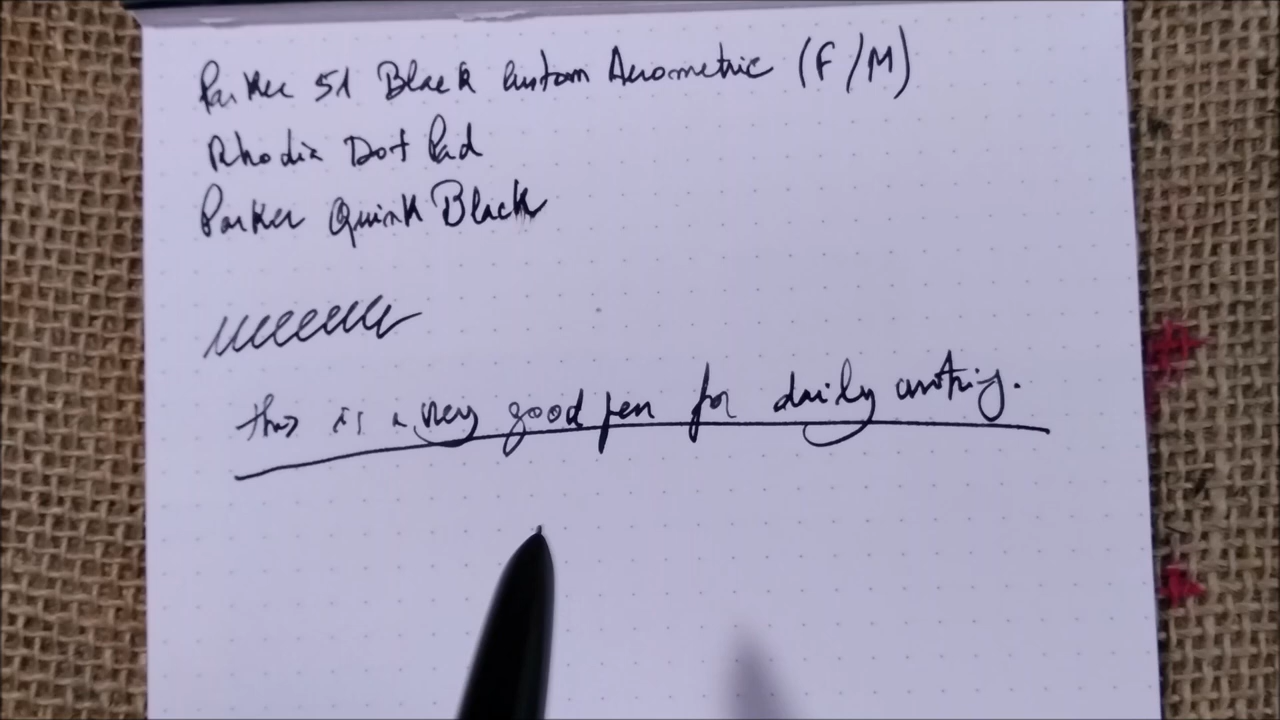 Parker 51 Black Custom Aerometric (F/M)
Rhodia Dot Pad
Parker Quink Black
this is a very good pen for daily writing.